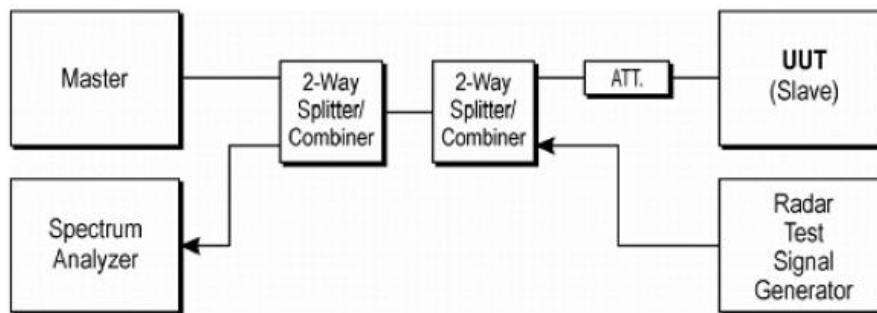 Master
2-Way
Splitter/
Combiner
2-Way
Splitter/
Combiner
ATT.
UUT
(Slave)
Spectrum
Analyzer
Radar
Test
Signal
Generator